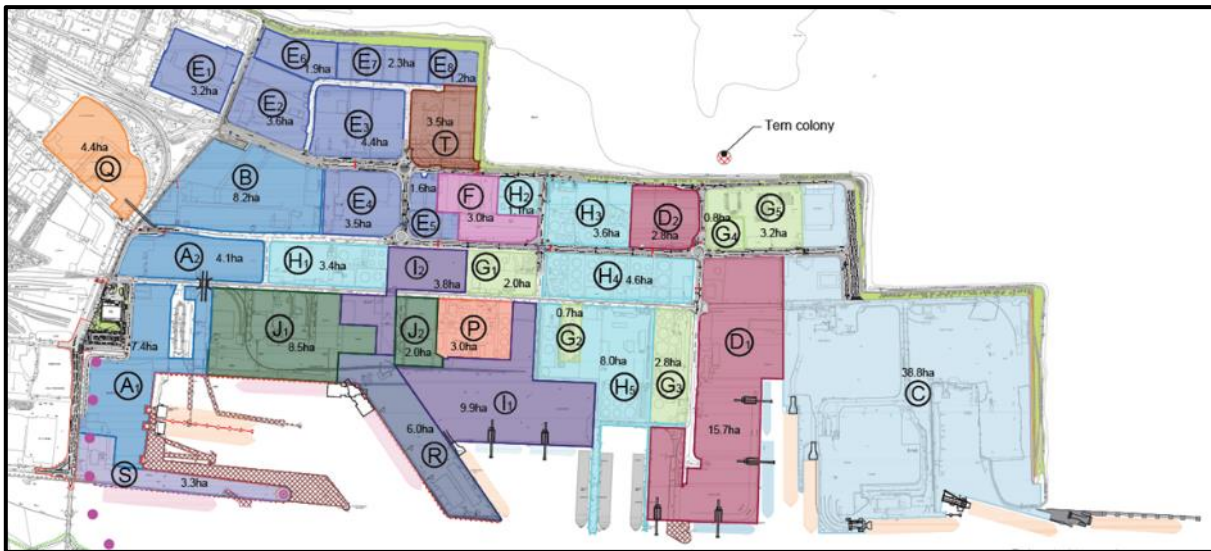 E6
1.9ha
E7
2.3ha
E8
1.2ha
E1
3.2ha
E2
3.6ha
E3
4.4ha
3.5ha
T
Tern colony
4.4ha
Q
B
8.2ha
E4
3.5ha
1.6ha
E5
F
3.0ha
H2
1.1ha
H3
3.6ha
D2
2.8ha
0.8ha
G4
G5
3.2ha
A2
4.1ha
H1
3.4ha
I2
3.8ha
G1
2.0ha
H4
4.6ha
7.4ha
A1
J1
8.5ha
J2
2.0ha
P
3.0ha
0.7ha
G2
8.0ha
H5
2.8ha
G3
D1
15.7ha
38.8ha
C
9.9ha
I1
6.0ha
R
S
3.3ha